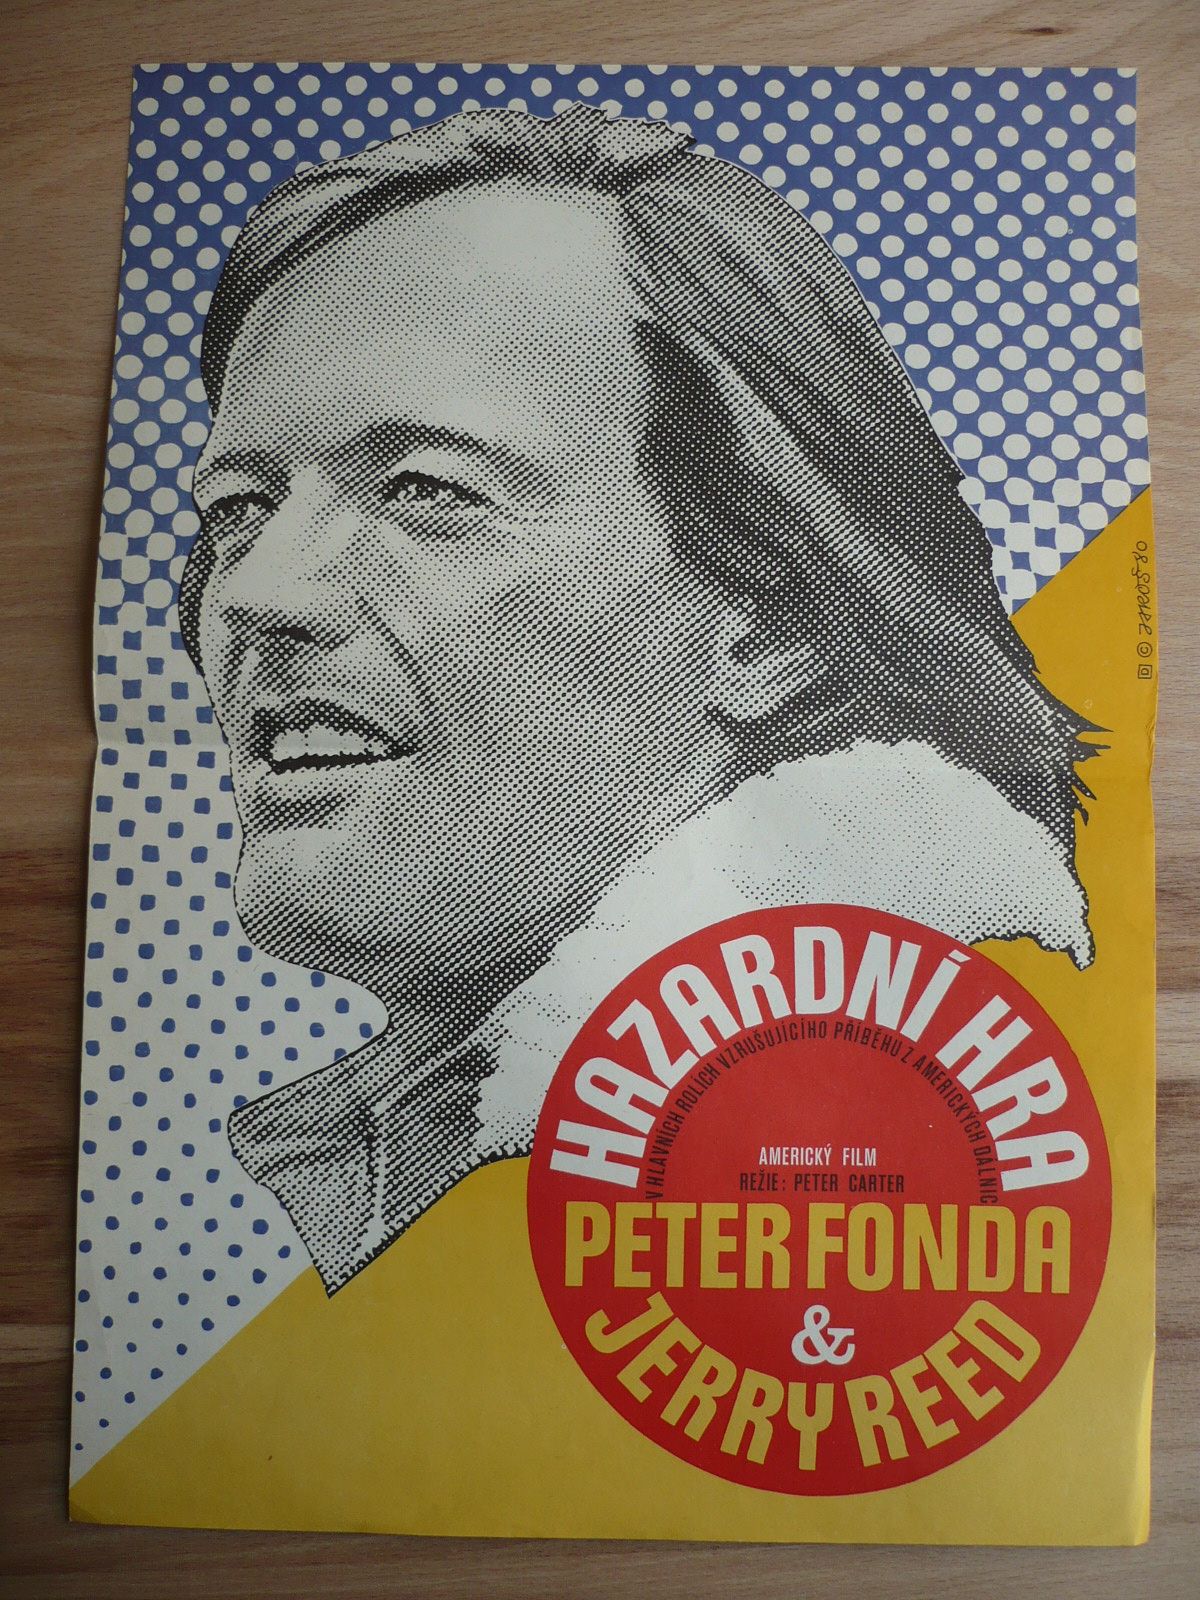 HAZARDNÍ HRA
V HLAVNÍCH ROLÍCH VZRUŠUJÍCÍHO PŘÍBĚHU Z AMERICKÝCH DÁLNIC
AMERICKÝ FILM
REŽIE: PETER CARTER
PETER FONDA
&
JERRY REED
D ©